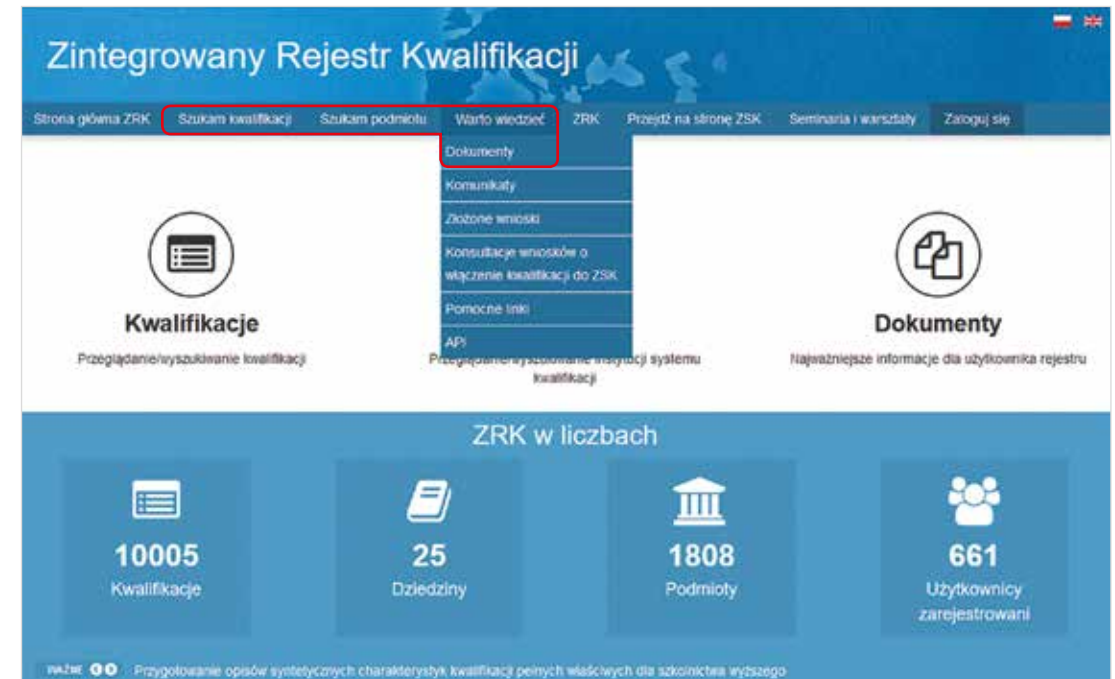 Zintegrowany Rejestr Kwalifikacji
Strona główna ZRK Szukam kwalifikacji Szukam podmiotu Warto wiedzieć ZRK Przejdź na stronę ZSK Seminaria i warsztaty Zaloguj się
Dokumenty
Komunikaty
Złożone wnioski
Konsultacje wniosków o
włączenie kwalifikacji do ZSK
Pomocne linki
API
Kwalifikacje
Przeglądanie/wyszukiwanie kwalifikacji
Przeglądanie/wyszukiwanie instytucji systemu
kwalifikacji
Dokumenty
Najważniejsze informacje dla użytkownika rejestru
ZRK w liczbach
10005
Kwalifikacje
25
Dziedziny
1808
Podmioty
661
Użytkownicy
zarejestrowani
WAŻNE Przygotowanie opisów syntetycznych charakterystyk kwalifikacji pełnych właściwych dla szkolnictwa wyższego